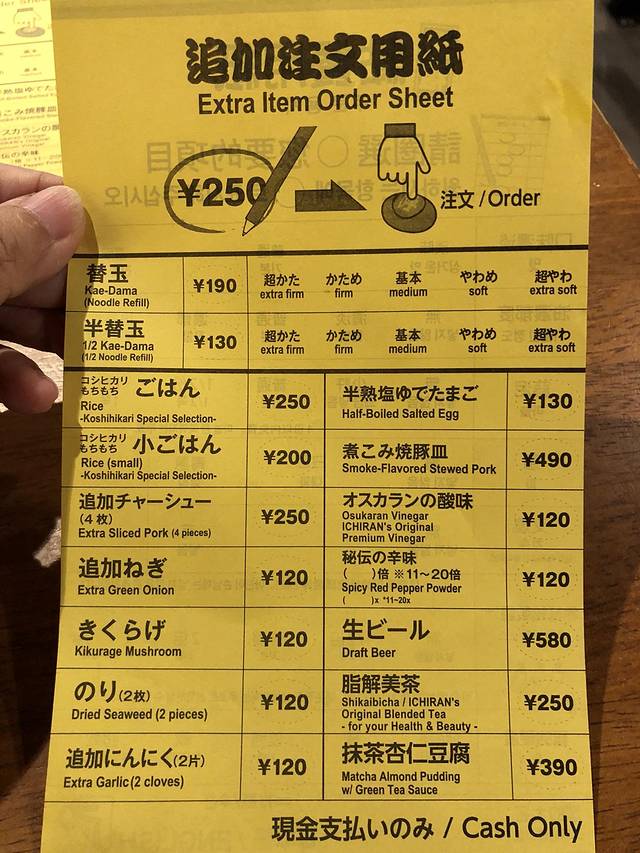 追加注文用紙
Extra Item Order Sheet
¥250
注文 / Order
替玉
Kae-Dama
(Noodle Refill)
¥190
超かた かため 基本 やわめ 超やわ
extra firm firm medium soft extra soft
半替玉
1/2 Kae-Dama
(1/2 Noodle Refill)
¥130
超かた かため 基本 やわめ 超やわ
extra firm firm medium soft extra soft
コシヒカリ
もちもち ごはん
Rice
-Koshihikari Special Selection-
¥250
半熟塩ゆでたまご
Half-Boiled Salted Egg
¥130
コシヒカリ
もちもち 小ごはん
Rice (small)
-Koshihikari Special Selection-
¥200
煮こみ焼豚皿
Smoke-Flavored Stewed Pork
¥490
追加チャーシュー
(4枚)
Extra Sliced Pork (4 pieces)
¥250
オスカランの酸味
Osukaran Vinegar
ICHIRAN's Original
Premium Vinegar
¥120
追加ねぎ
Extra Green Onion
¥120
秘伝の辛味
( )倍 ※11~20倍
Spicy Red Pepper Powder
( )x *11~20x
¥120
きくらげ
Kikurage Mushroom
¥120
生ビール
Draft Beer
¥580
のり(2枚)
Dried Seaweed (2 pieces)
¥120
脂解美茶
Shikaibicha / ICHIRAN's
Original Blended Tea
- for your Health & Beauty -
¥250
追加にんにく(2片)
Extra Garlic (2 cloves)
¥120
抹茶杏仁豆腐
Matcha Almond Pudding
w/ Green Tea Sauce
¥390
現金支払いのみ / Cash Only